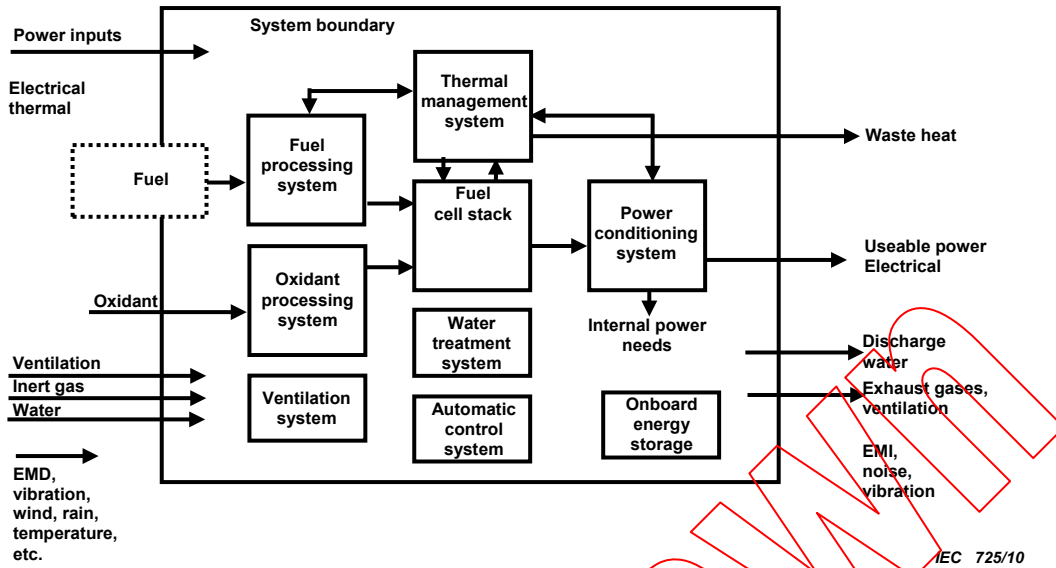 System boundary
Power inputs
Electrical
thermal
Thermal
management
system
Fuel
processing
system
Waste heat
Fuel
Fuel
cell stack
Power
conditioning
system
Useable power
Electrical
Oxidant
Oxidant
processing
system
Internal power
needs
Water
treatment
system
Discharge
water
Ventilation
Inert gas
Water
Ventilation
system
Automatic
control
system
Onboard
energy
storage
Exhaust gases,
ventilation
EMI,
noise,
vibration
EMD,
vibration,
wind, rain,
temperature,
etc.
IEC 725/10